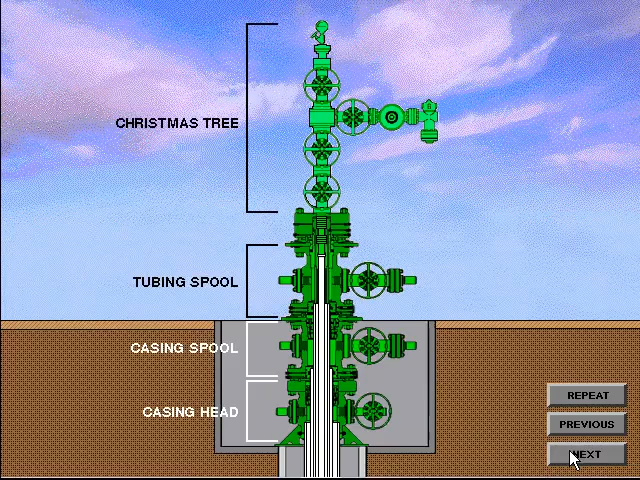 CHRISTMAS TREE
TUBING SPOOL
CASING SPOOL
CASING HEAD
REPEAT
PREVIOUS
NEXT